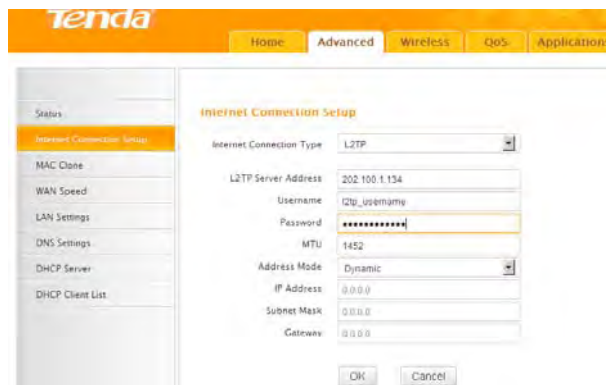 Tenda
Home Advanced Wireless QoS Applications
Status
Internet Connection Setup
MAC Clone
WAN Speed
LAN Settings
DNS Settings
DHCP Server
DHCP Client List
Internet Connection Setup
Internet Connection Type L2TP
L2TP Server Address 202.100.1.134
Username l2tp_username
Password ••••••••••••
MTU 1452
Address Mode Dynamic
IP Address 0.0.0.0
Subnet Mask 0.0.0.0
Gateway 0.0.0.0
OK Cancel